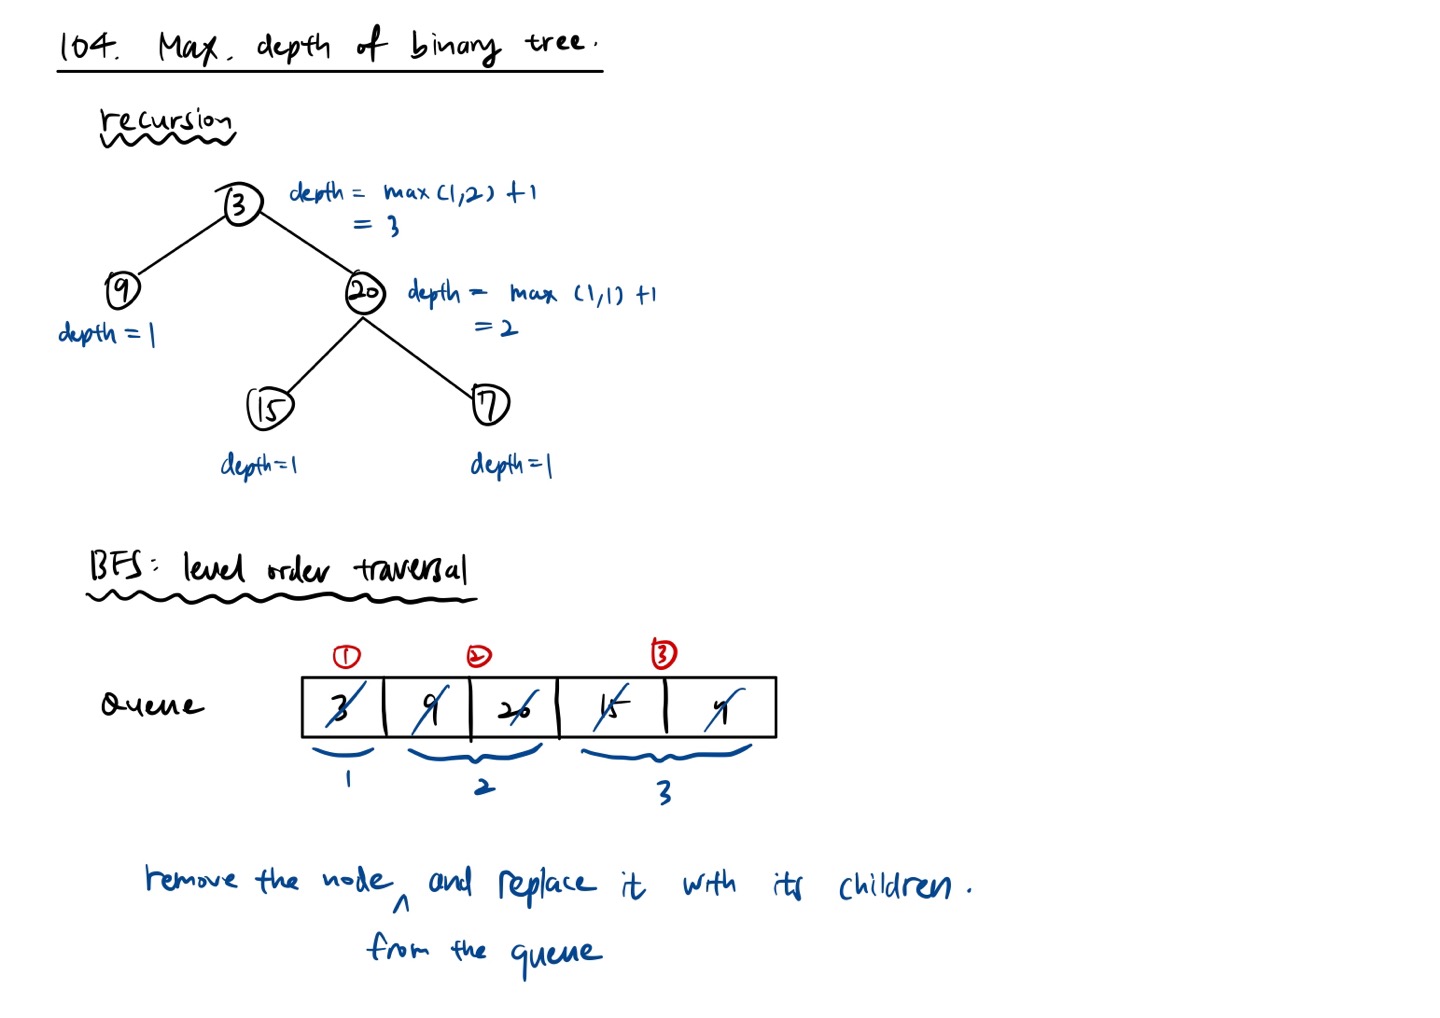 104. Max. depth of binary tree.
recursion
3 depth = max(1,2) +1
= 3
9 20 depth = max (1,1) +1
depth = 1 = 2
15 7
depth=1 depth=1
BFS: level order traversal
① ② ③
Queue 3 9 20 15 7
1 2 3
remove the node ^ and replace it with its children.
from the queue